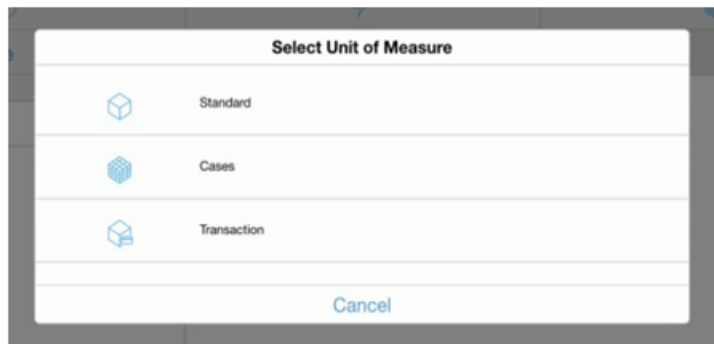 Select Unit of Measure
Standard
Cases
Transaction
Cancel